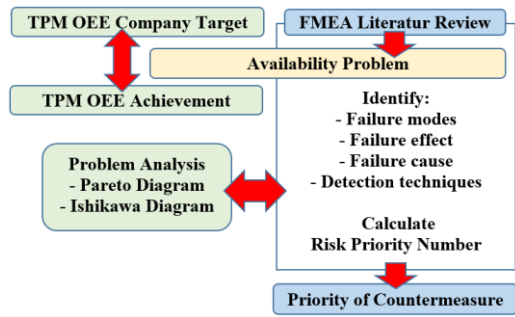 TPM OEE Company Target
TPM OEE Achievement
Problem Analysis
- Pareto Diagram
- Ishikawa Diagram
FMEA Literatur Review
Availability Problem
Identify:
- Failure modes
- Failure effect
- Failure cause
- Detection techniques
Calculate
Risk Priority Number
Priority of Countermeasure